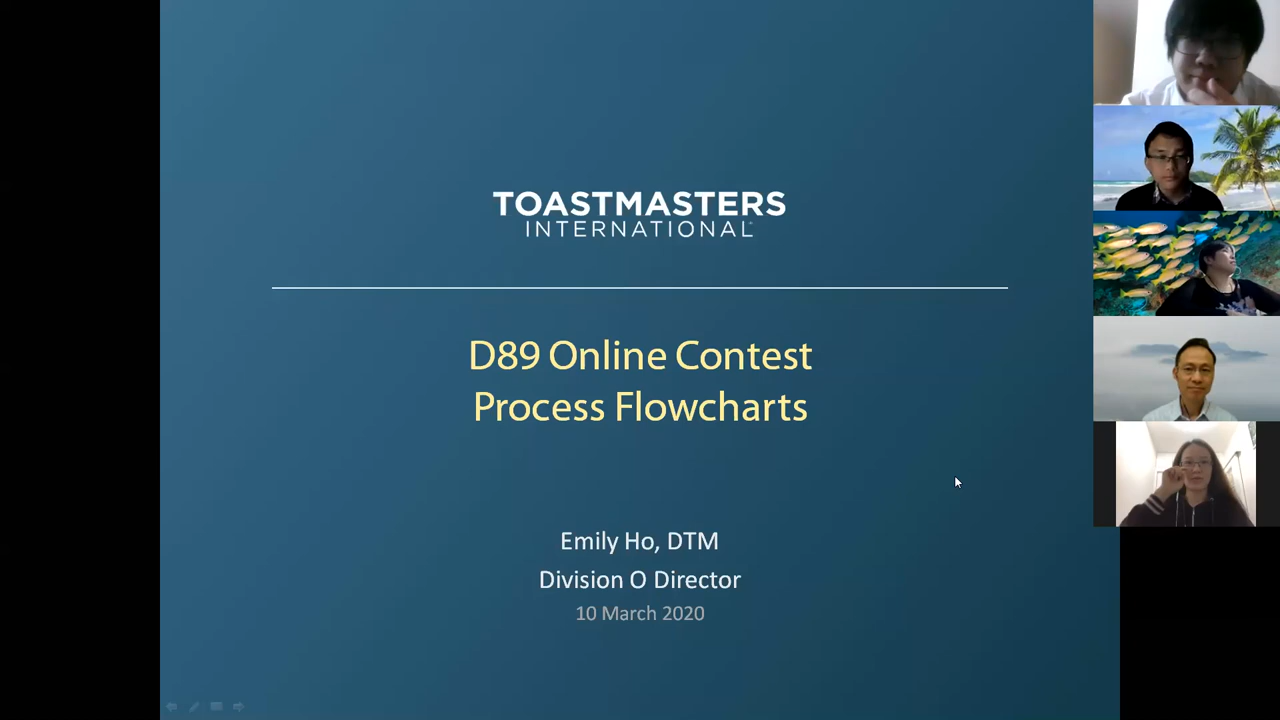 TOASTMASTERS
INTERNATIONAL
D89 Online Contest
Process Flowcharts
Emily Ho, DTM
Division O Director
10 March 2020